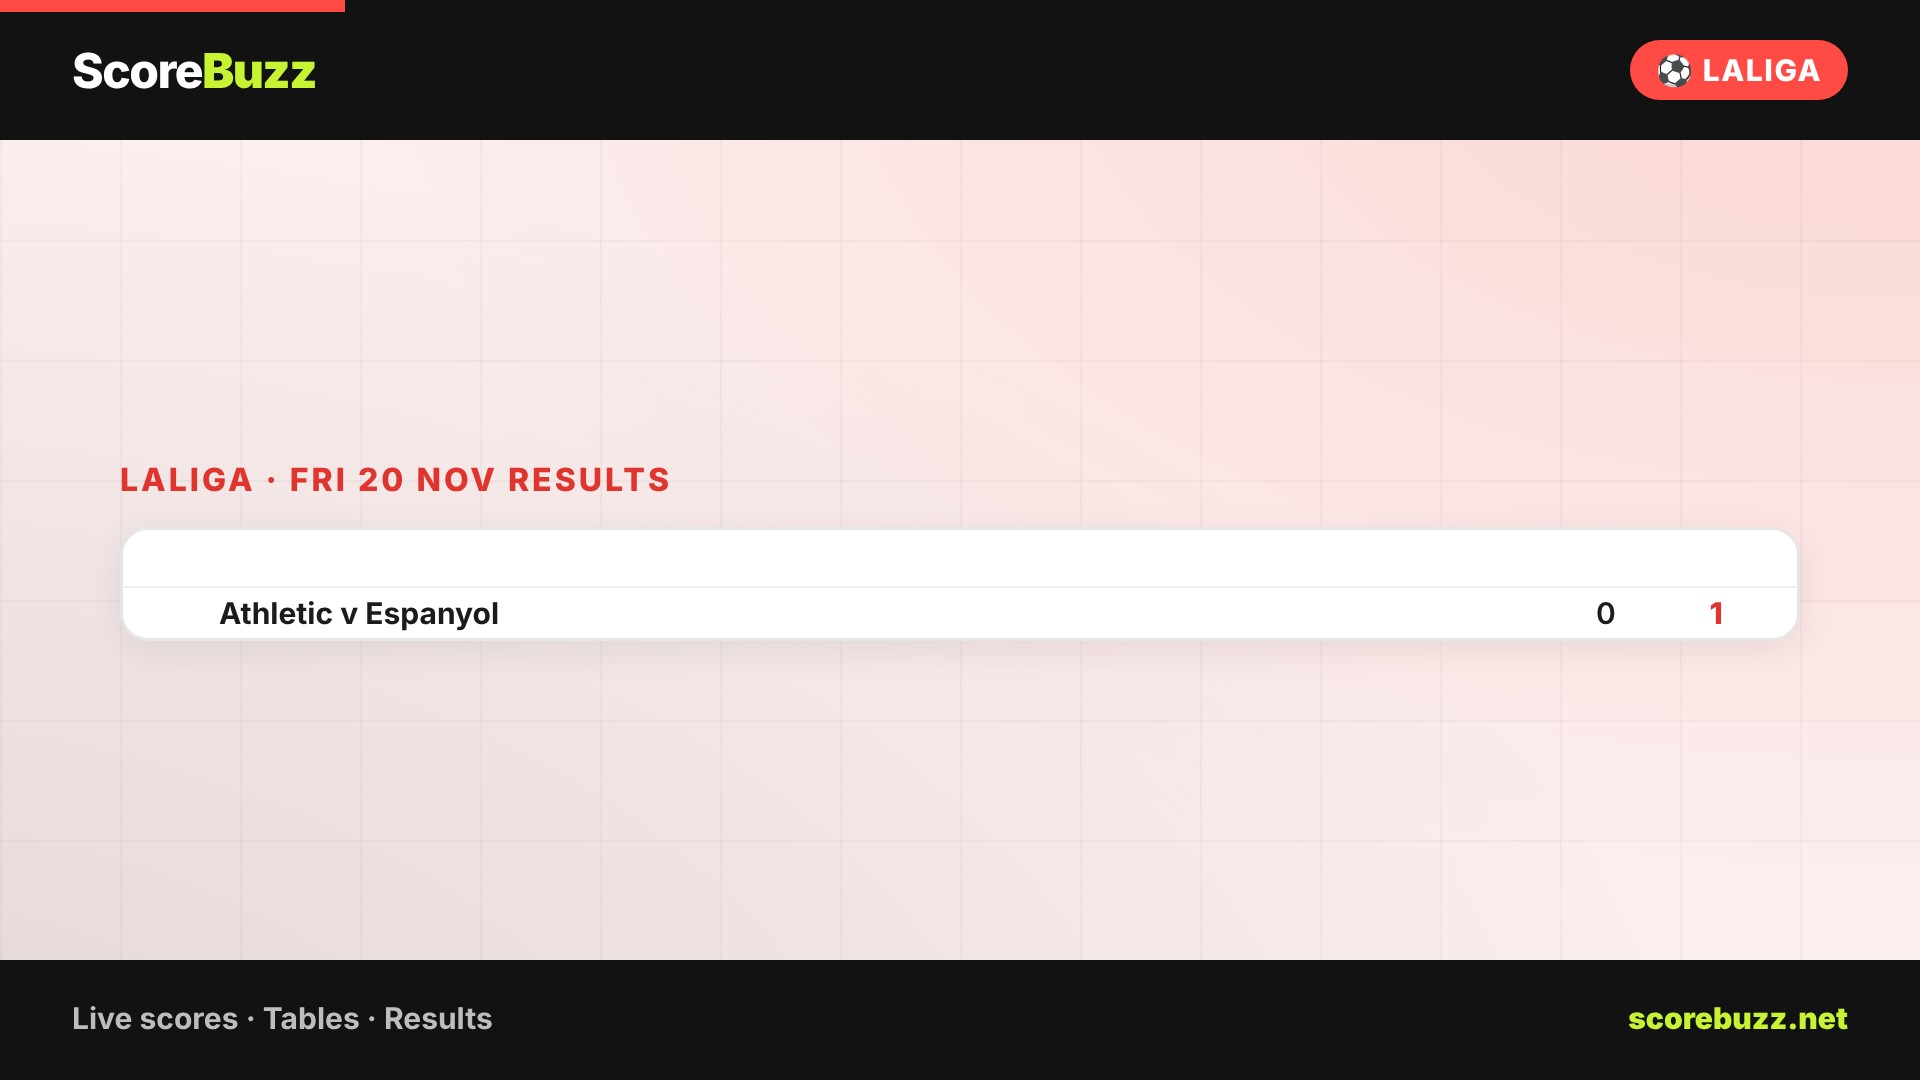 ScoreBuzz
⚽ LALIGA
LALIGA · FRI 20 NOV RESULTS
Athletic v Espanyol 0 1
Live scores · Tables · Results
scorebuzz.net